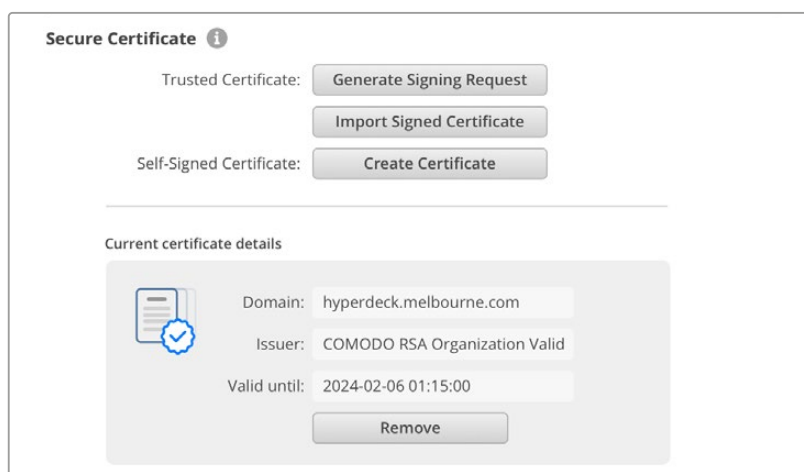 Secure Certificate
Trusted Certificate: Generate Signing Request
Import Signed Certificate
Self-Signed Certificate: Create Certificate
Current certificate details
Domain: hyperdeck.melbourne.com
Issuer: COMODO RSA Organization Valid
Valid until: 2024-02-06 01:15:00
Remove